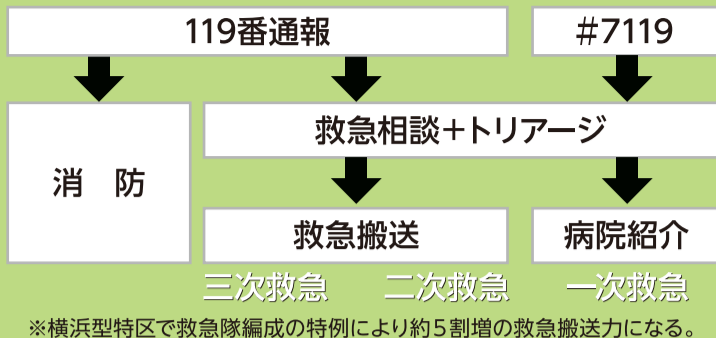 119番通報
#7119
救急相談+トリアージ
消 防
救急搬送
病院紹介
三次救急 二次救急 一次救急
※横浜型特区で救急隊編成の特例により約5割増の救急搬送力になる。